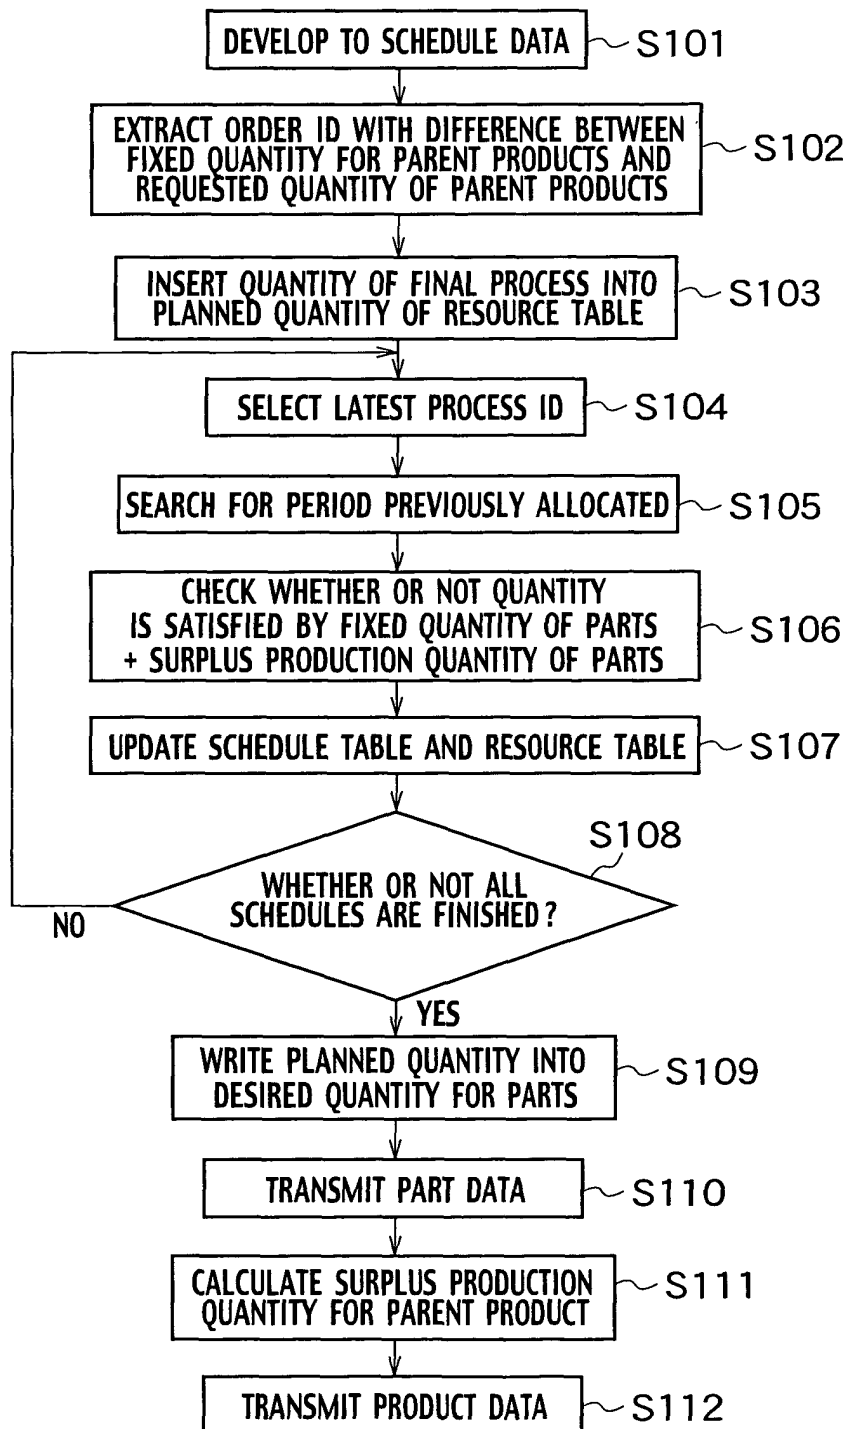 DEVELOP TO SCHEDULE DATA S101
EXTRACT ORDER ID WITH DIFFERENCE BETWEEN
FIXED QUANTITY FOR PARENT PRODUCTS AND
REQUESTED QUANTITY OF PARENT PRODUCTS
S102
INSERT QUANTITY OF FINAL PROCESS INTO
PLANNED QUANTITY OF RESOURCE TABLE
S103
SELECT LATEST PROCESS ID S104
SEARCH FOR PERIOD PREVIOUSLY ALLOCATED S105
CHECK WHETHER OR NOT QUANTITY
IS SATISFIED BY FIXED QUANTITY OF PARTS
+ SURPLUS PRODUCTION QUANTITY OF PARTS
S106
UPDATE SCHEDULE TABLE AND RESOURCE TABLE S107
S108
WHETHER OR NOT ALL
SCHEDULES ARE FINISHED?
NO
YES
WRITE PLANNED QUANTITY INTO
DESIRED QUANTITY FOR PARTS
S109
TRANSMIT PART DATA S110
CALCULATE SURPLUS PRODUCTION
QUANTITY FOR PARENT PRODUCT
S111
TRANSMIT PRODUCT DATA S112